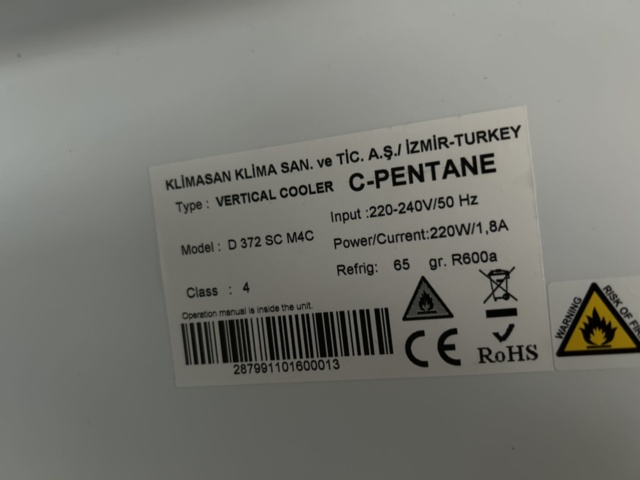 KLİMASAN KLİMA SAN. ve TİC. A.Ş./ İZMİR-TURKEY
Type : VERTICAL COOLER C-PENTANE
Input :220-240V/50 Hz
Model : D 372 SC M4C
Power/Current:220W/1,8A
Refrig: 65 gr. R600a
Class : 4
Operation manual is inside the unit.
287991101600013
CE
RoHS
WARNING
RISK OF